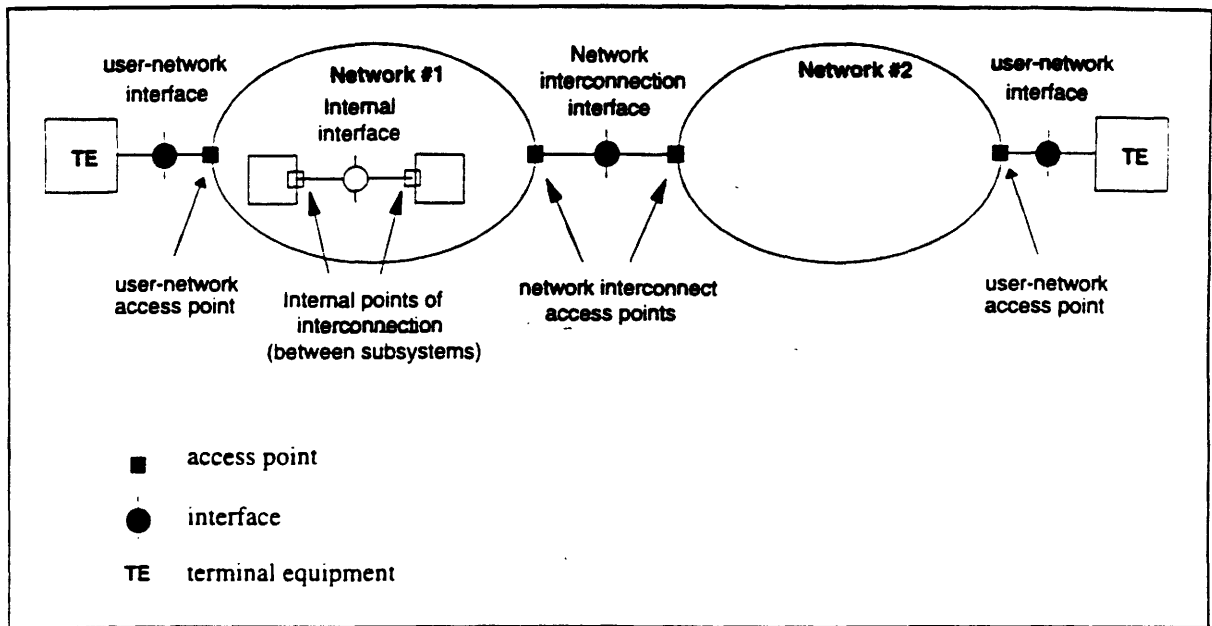 user-network
interface
Network #1
Internal
interface
Network
interconnection
interface
Network #2
user-network
interface
TE
TE
user-network
access point
Internal points of
interconnection
(between subsystems)
network interconnect
access points
user-network
access point
access point
interface
TE terminal equipment